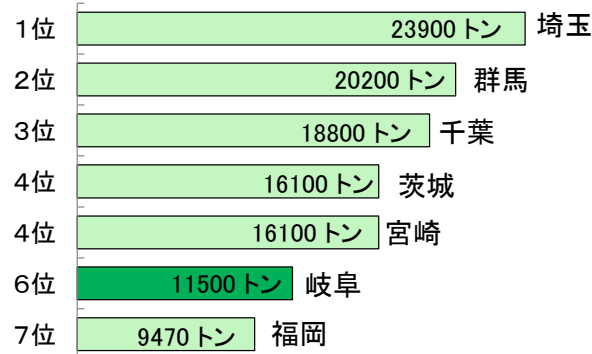 1位 23900トン 埼玉
2位 20200トン 群馬
3位 18800トン 千葉
4位 16100トン 茨城
4位 16100トン 宮崎
6位 11500トン 岐阜
7位 9470トン 福岡